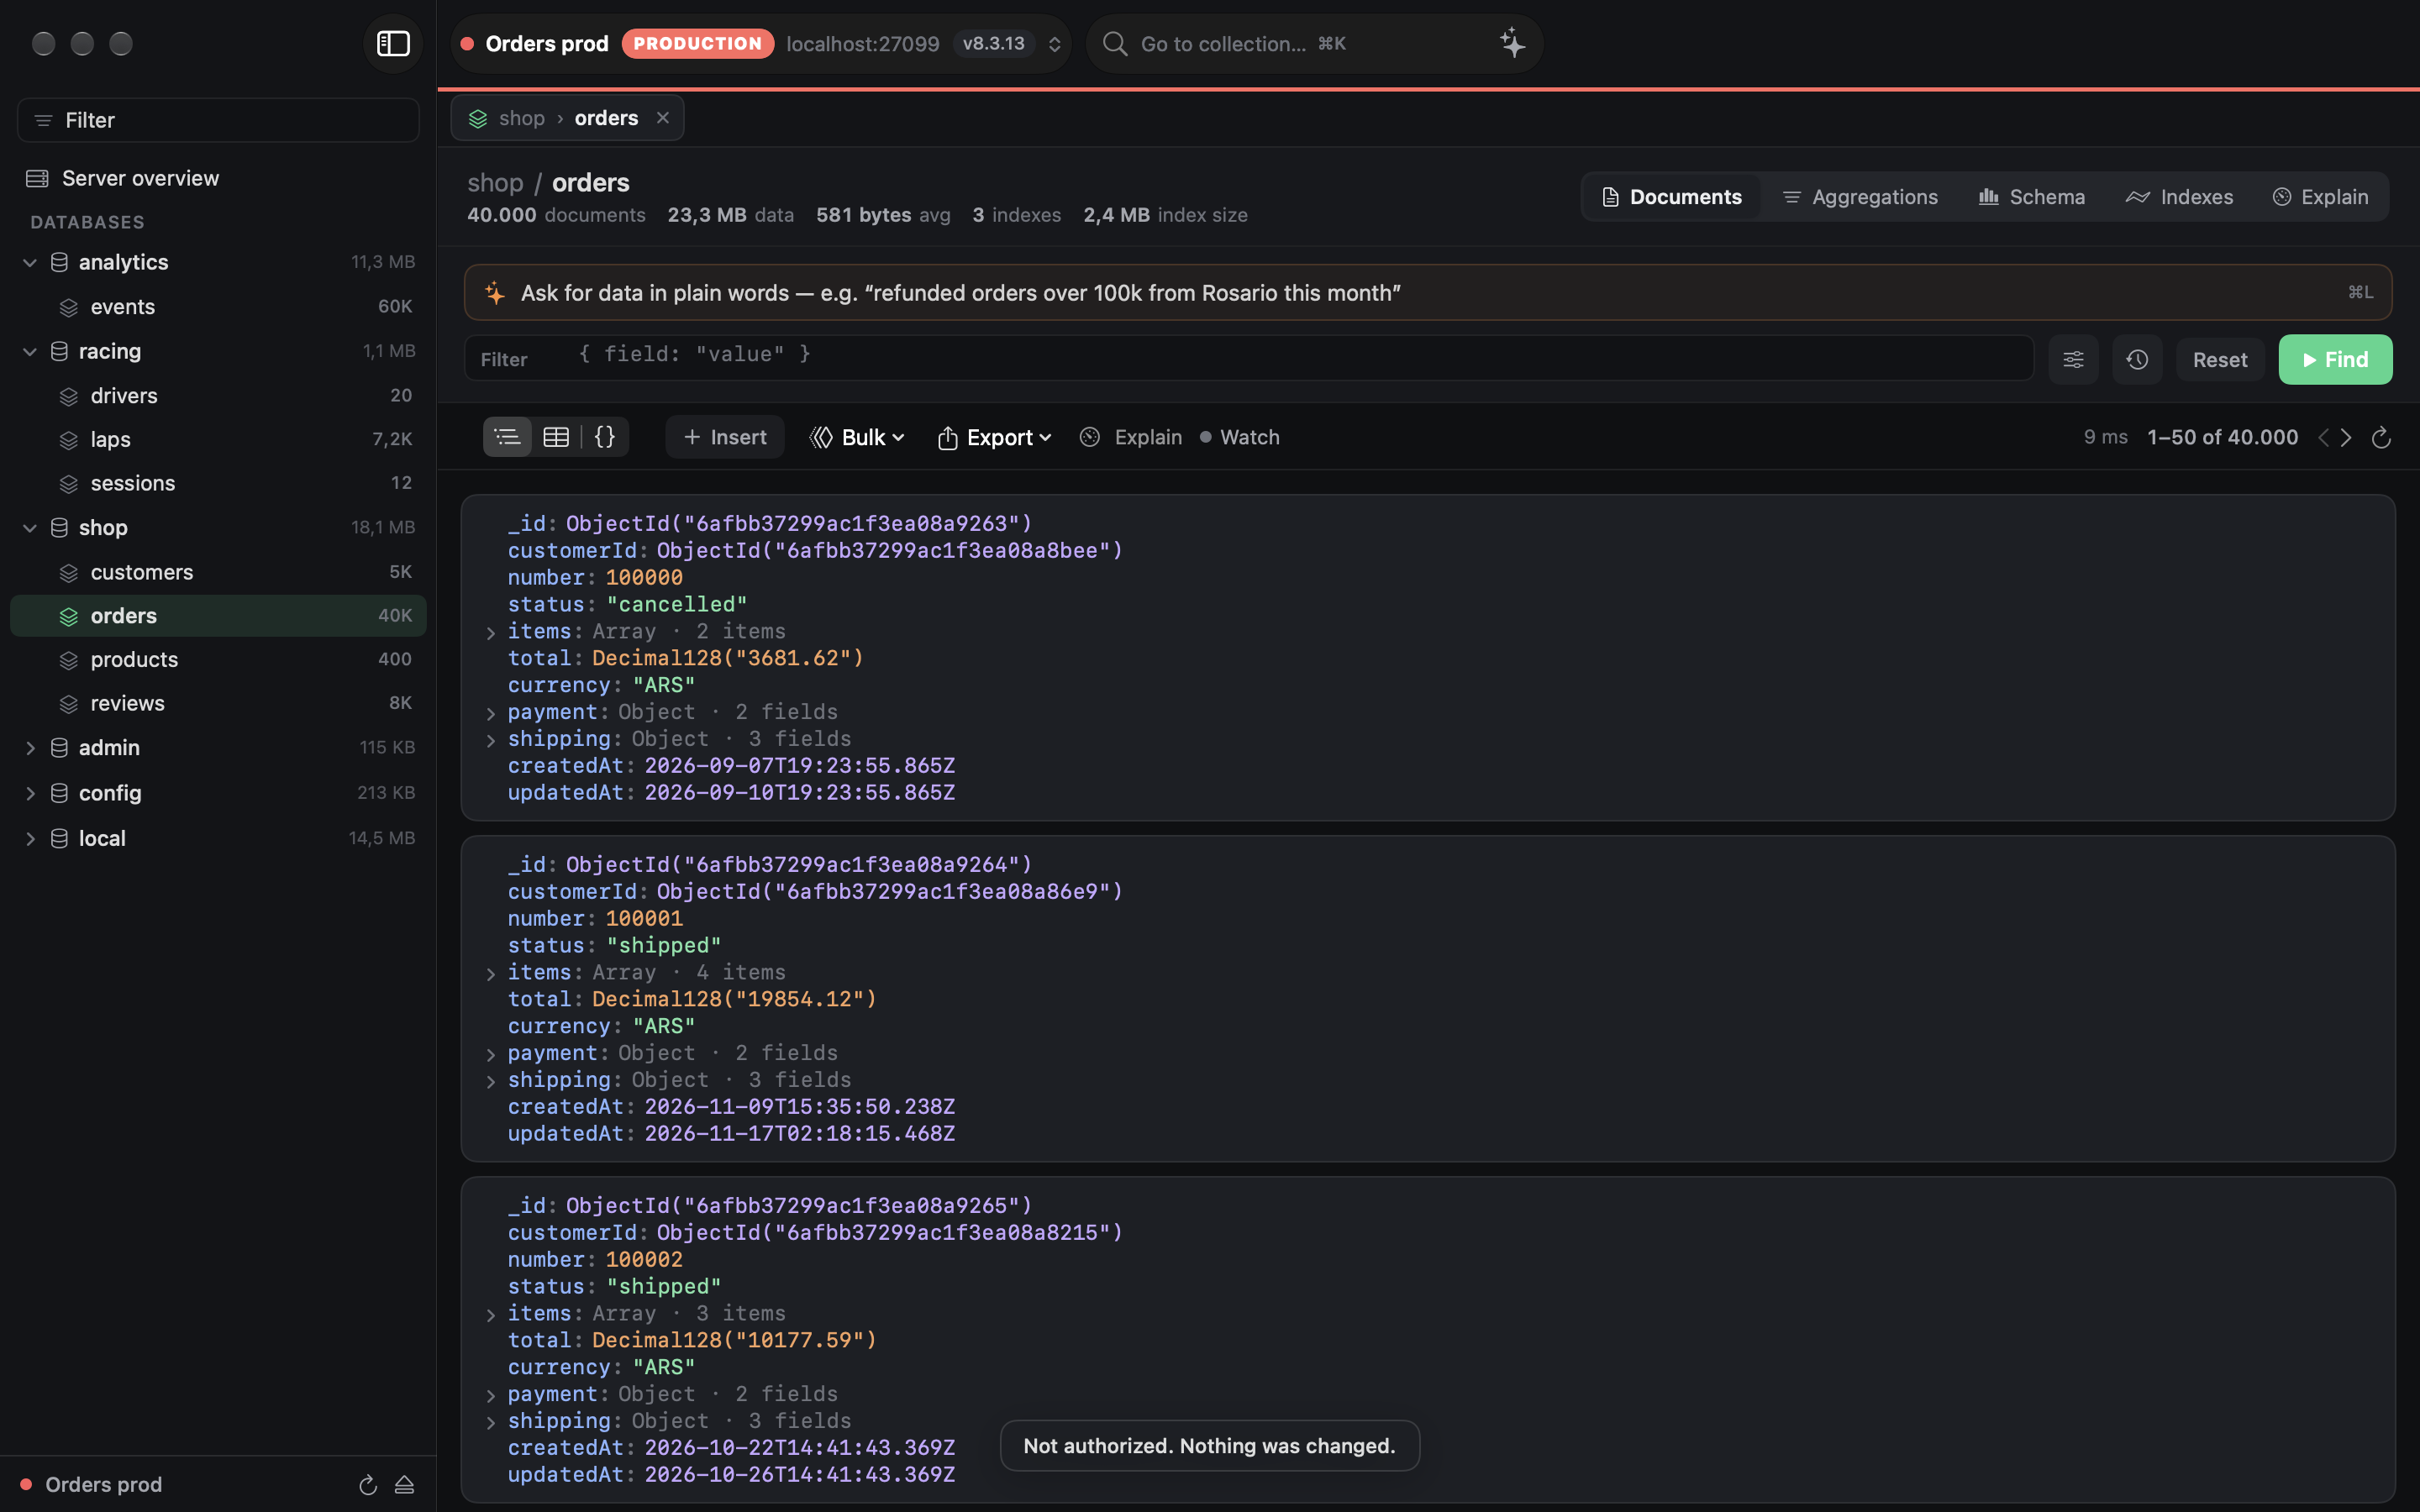 Orders prod PRODUCTION localhost:27099 v8.3.13
Go to collection... ⌘K
Filter
Server overview
DATABASES
analytics 11,3 MB
events 60K
racing 1,1 MB
drivers 20
laps 7,2K
sessions 12
shop 18,1 MB
customers 5K
orders 40K
products 400
reviews 8K
admin 115 KB
config 213 KB
local 14,5 MB
Orders prod
shop › orders
shop / orders
40.000 documents 23,3 MB data 581 bytes avg 3 indexes 2,4 MB index size
Documents Aggregations Schema Indexes Explain
Ask for data in plain words — e.g. “refunded orders over 100k from Rosario this month” ⌘L
Filter { field: "value" } Reset Find
{} Insert Bulk Export Explain Watch 9 ms 1–50 of 40.000
_id: ObjectId("6afbb37299ac1f3ea08a9263")
customerId: ObjectId("6afbb37299ac1f3ea08a8bee")
number: 100000
status: "cancelled"
items: Array · 2 items
total: Decimal128("3681.62")
currency: "ARS"
payment: Object · 2 fields
shipping: Object · 3 fields
createdAt: 2026-09-07T19:23:55.865Z
updatedAt: 2026-09-10T19:23:55.865Z
_id: ObjectId("6afbb37299ac1f3ea08a9264")
customerId: ObjectId("6afbb37299ac1f3ea08a86e9")
number: 100001
status: "shipped"
items: Array · 4 items
total: Decimal128("19854.12")
currency: "ARS"
payment: Object · 2 fields
shipping: Object · 3 fields
createdAt: 2026-11-09T15:35:50.238Z
updatedAt: 2026-11-17T02:18:15.468Z
_id: ObjectId("6afbb37299ac1f3ea08a9265")
customerId: ObjectId("6afbb37299ac1f3ea08a8215")
number: 100002
status: "shipped"
items: Array · 3 items
total: Decimal128("10177.59")
currency: "ARS"
payment: Object · 2 fields
shipping: Object · 3 fields
createdAt: 2026-10-22T14:41:43.369Z
updatedAt: 2026-10-26T14:41:43.369Z
Not authorized. Nothing was changed.